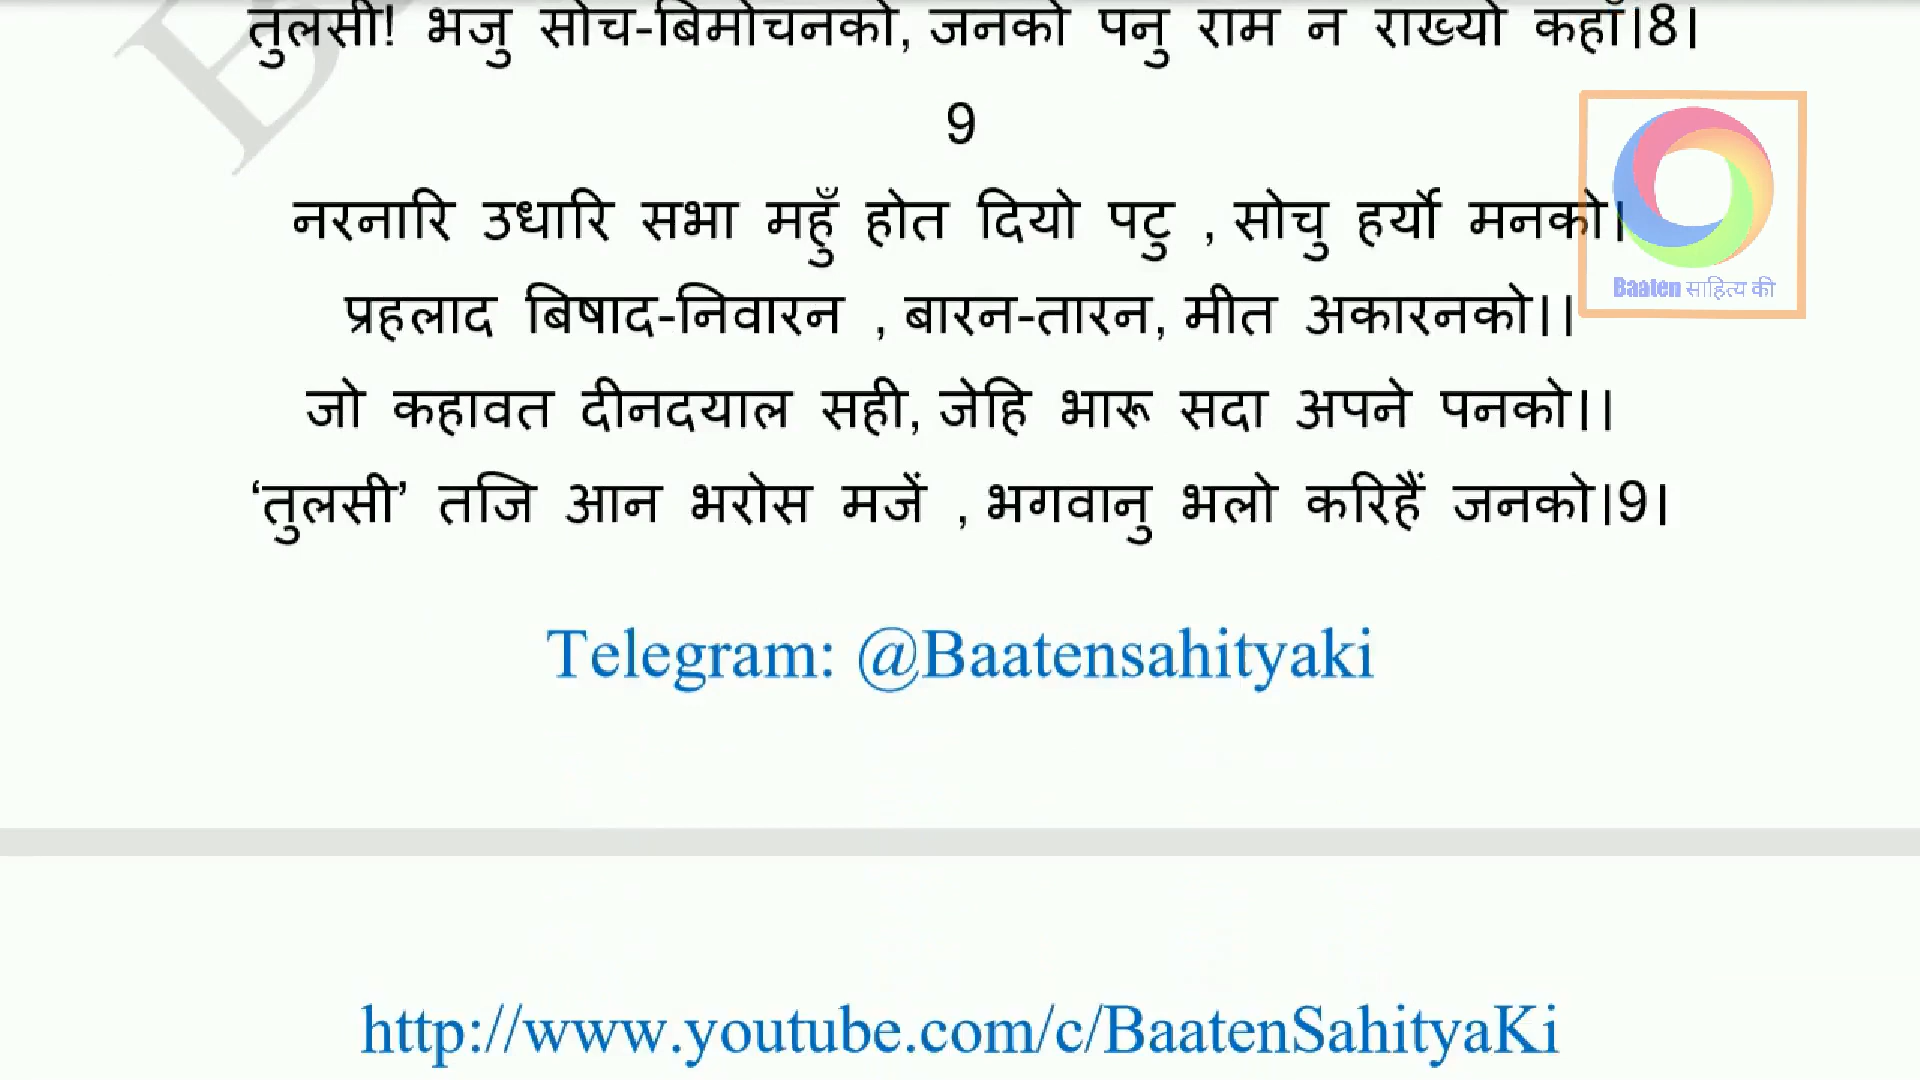 तुलसी! भजु सोच-बिमोचनको, जनको पनु राम न राख्यो कहाँ।8।
9
नरनारि उधारि सभा महुँ होत दियो पटु , सोचु हर्यो मनको।
प्रहलाद बिषाद-निवारन , बारन-तारन, मीत अकारनको।।
Baaten साहित्य की
जो कहावत दीनदयाल सही, जेहि भारू सदा अपने पनको।।
‘तुलसी’ तजि आन भरोस मजें , भगवानु भलो करिहैं जनको।9।
Telegram: @Baatensahityaki
http://www.youtube.com/c/BaatenSahityaKi